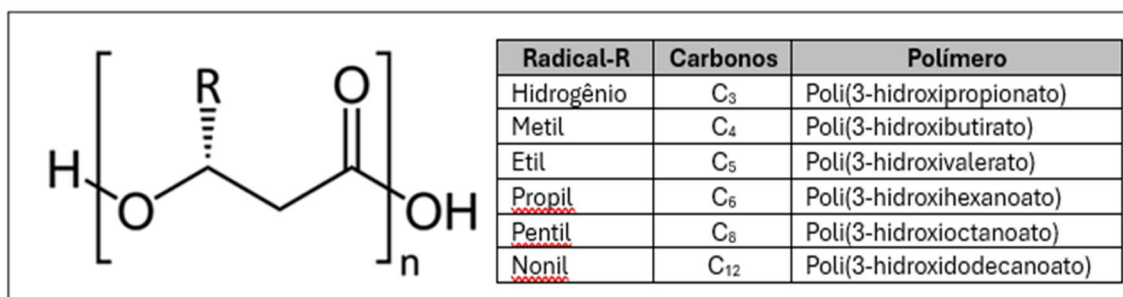 R
O
H
O
OH
n
Radical-R Carbonos Polímero
Hidrogênio C₃ Poli(3-hidroxipropionato)
Metil C₄ Poli(3-hidroxibutirato)
Etil C₅ Poli(3-hidroxivalerato)
Propil C₆ Poli(3-hidroxihexanoato)
Pentil C₈ Poli(3-hidroxioctanoato)
Nonil C₁₂ Poli(3-hidroxidodecanoato)